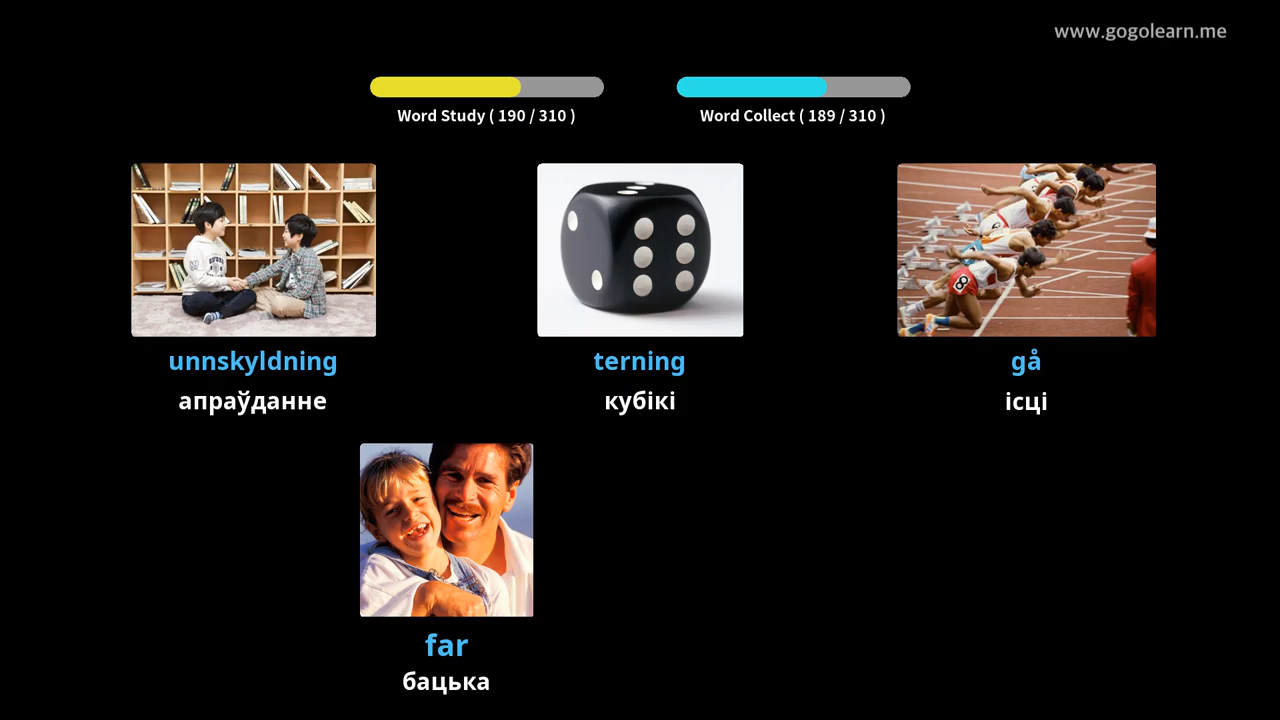 www.gogolearn.me
Word Study ( 190 / 310 )
Word Collect ( 189 / 310 )
unnskyldning
апраўданне
terning
кубікі
gå
ісці
far
бацька